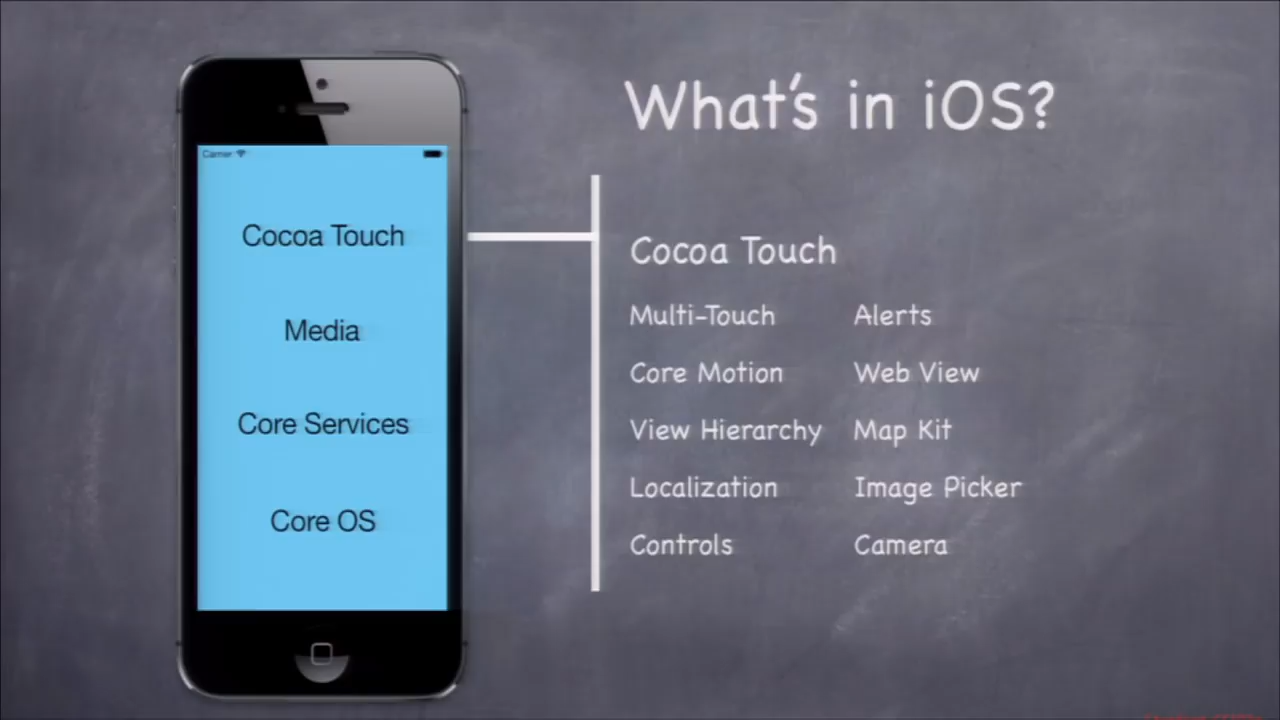 What's in iOS?
Carrier
Cocoa Touch
Media
Core Services
Core OS
Cocoa Touch
Multi-Touch Alerts
Core Motion Web View
View Hierarchy Map Kit
Localization Image Picker
Controls Camera